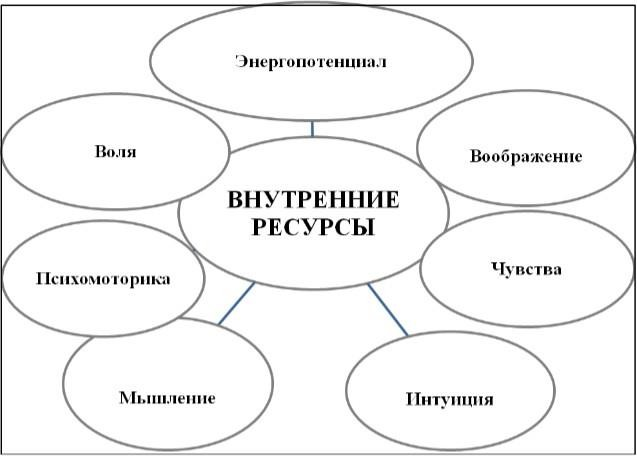 Энергопотенциал
Воля
Воображение
ВНУТРЕННИЕ
РЕСУРСЫ
Психомоторика
Чувства
Мышление
Интуиция